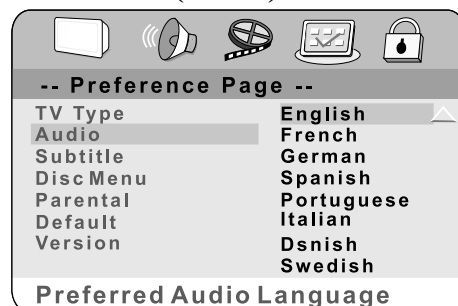 -- Preference Page --
TV Type
Audio
Subtitle
Disc Menu
Parental
Default
Version
English
French
German
Spanish
Portuguese
Italian
Dsnish
Swedish
Preferred Audio Language